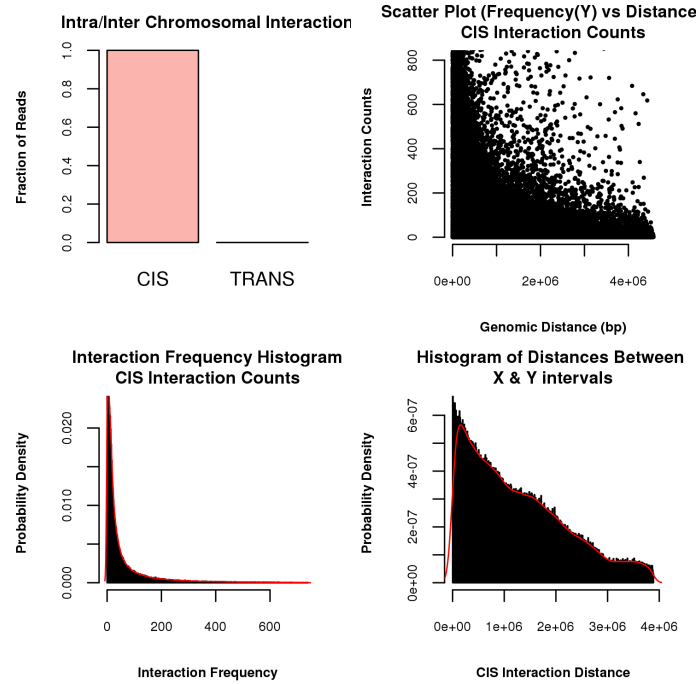 Intra/Inter Chromosomal Interaction
Fraction of Reads
0.0 0.2 0.4 0.6 0.8 1.0
CIS TRANS
Scatter Plot (Frequency(Y) vs Distance
CIS Interaction Counts
Interaction Counts
0 200 400 600 800
0e+00 2e+06 4e+06
Genomic Distance (bp)
Interaction Frequency Histogram
CIS Interaction Counts
Probability Density
0.000 0.010 0.020
0 200 400 600
Interaction Frequency
Histogram of Distances Between
X & Y intervals
Probability Density
0e+00 2e-07 4e-07 6e-07
0e+00 1e+06 2e+06 3e+06 4e+06
CIS Interaction Distance